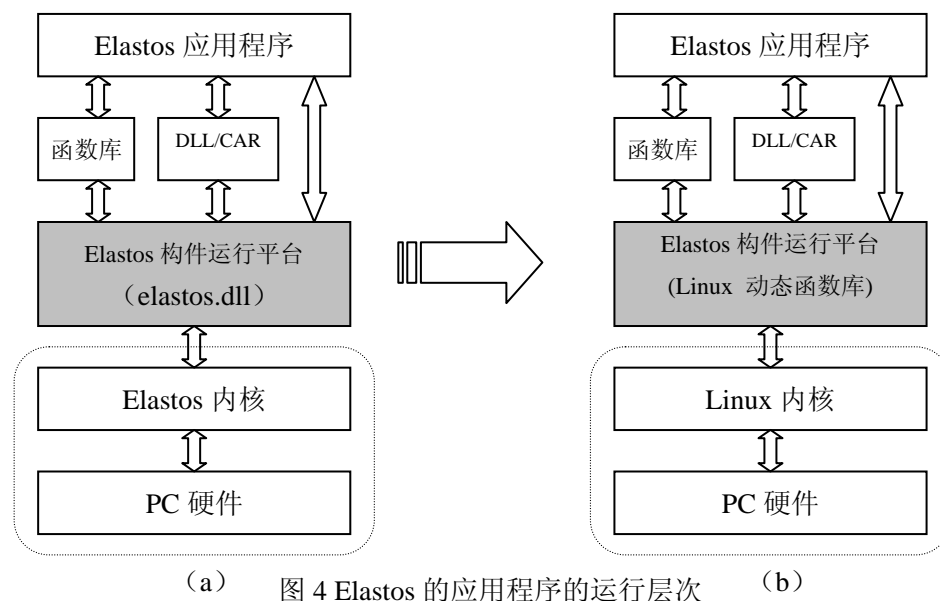 Elastos 应用程序
函数库
DLL/CAR
Elastos 构件运行平台
（elastos.dll）
Elastos 内核
PC 硬件
（a）
Elastos 应用程序
函数库
DLL/CAR
Elastos 构件运行平台
(Linux 动态函数库)
Linux 内核
PC 硬件
（b）
图 4 Elastos 的应用程序的运行层次